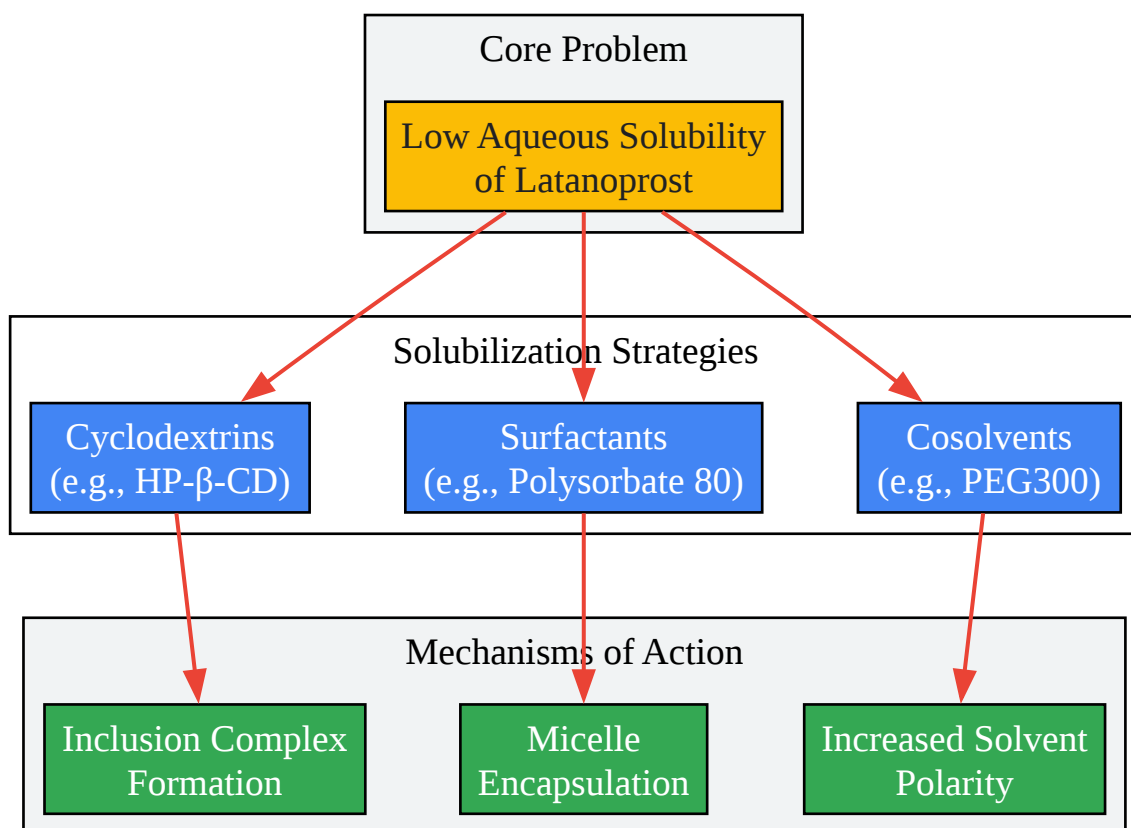 Core Problem
Low Aqueous Solubility
of Latanoprost
Solubilization Strategies
Cyclodextrins
(e.g., HP-β-CD)
Surfactants
(e.g., Polysorbate 80)
Cosolvents
(e.g., PEG300)
Mechanisms of Action
Inclusion Complex
Formation
Micelle
Encapsulation
Increased Solvent
Polarity